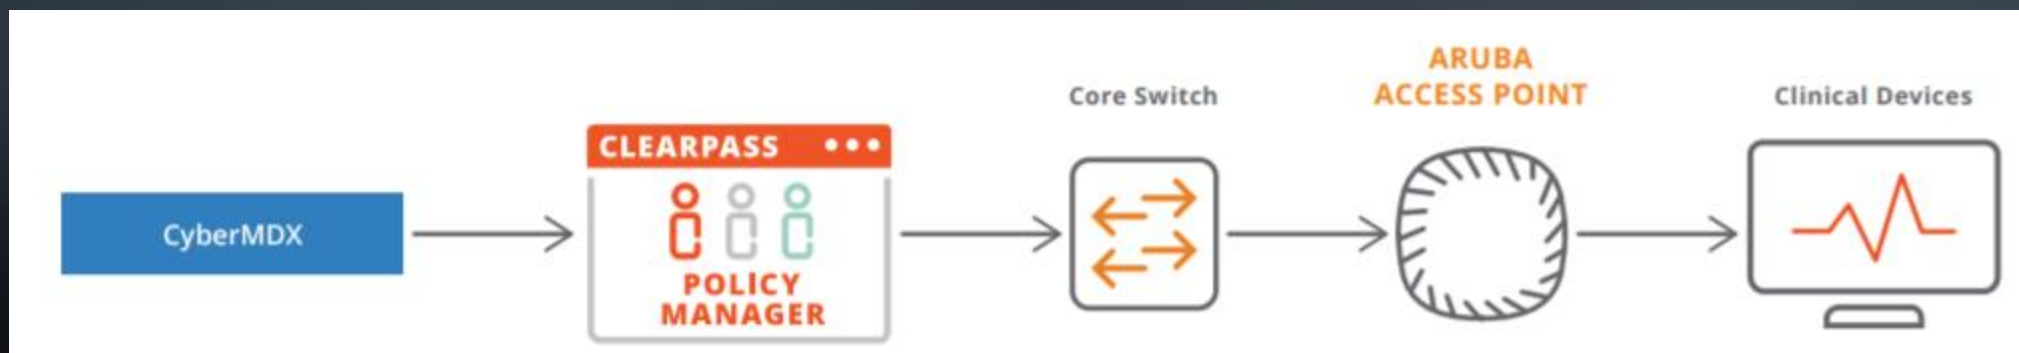 CyberMDX
CLEARPASS
POLICY
MANAGER
Core Switch
ARUBA
ACCESS POINT
Clinical Devices